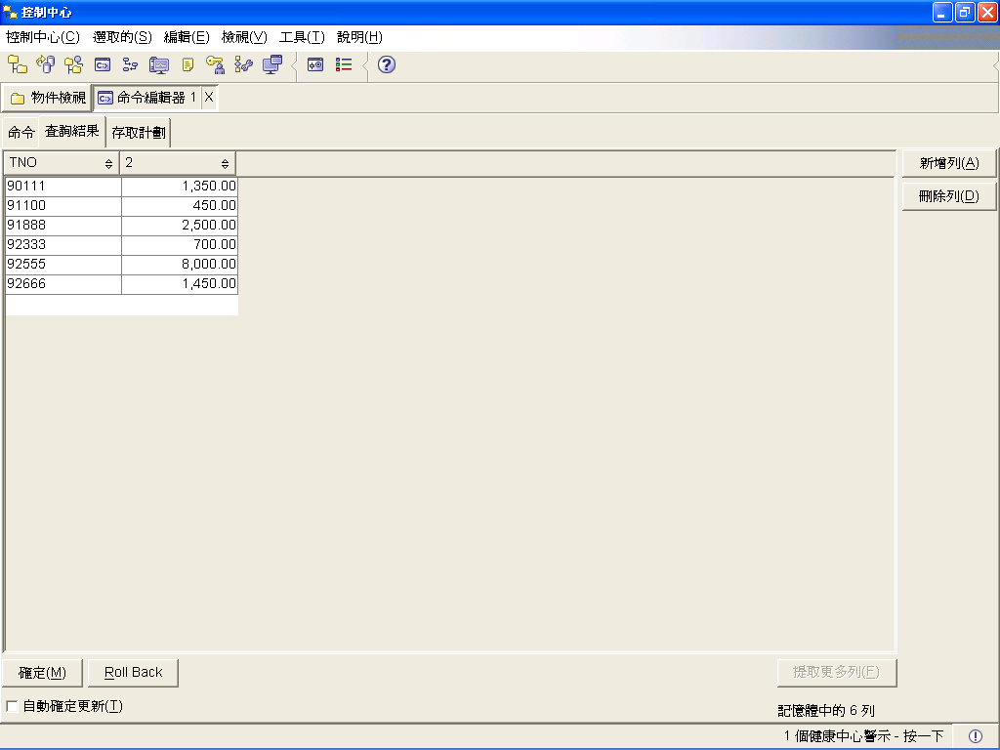 控制中心
控制中心(C) 選取的(S) 編輯(E) 檢視(V) 工具(T) 說明(H)
物件檢視 命令編輯器 1 X
命令 查詢結果 存取計劃
TNO 2
新增列(A)
90111 1,350.00
刪除列(D)
91100 450.00
91888 2,500.00
92333 700.00
92555 8,000.00
92666 1,450.00
確定(M) Roll Back 提取更多列(F)
自動確定更新(T)
記憶體中的 6 列
1 個健康中心警示 - 按一下